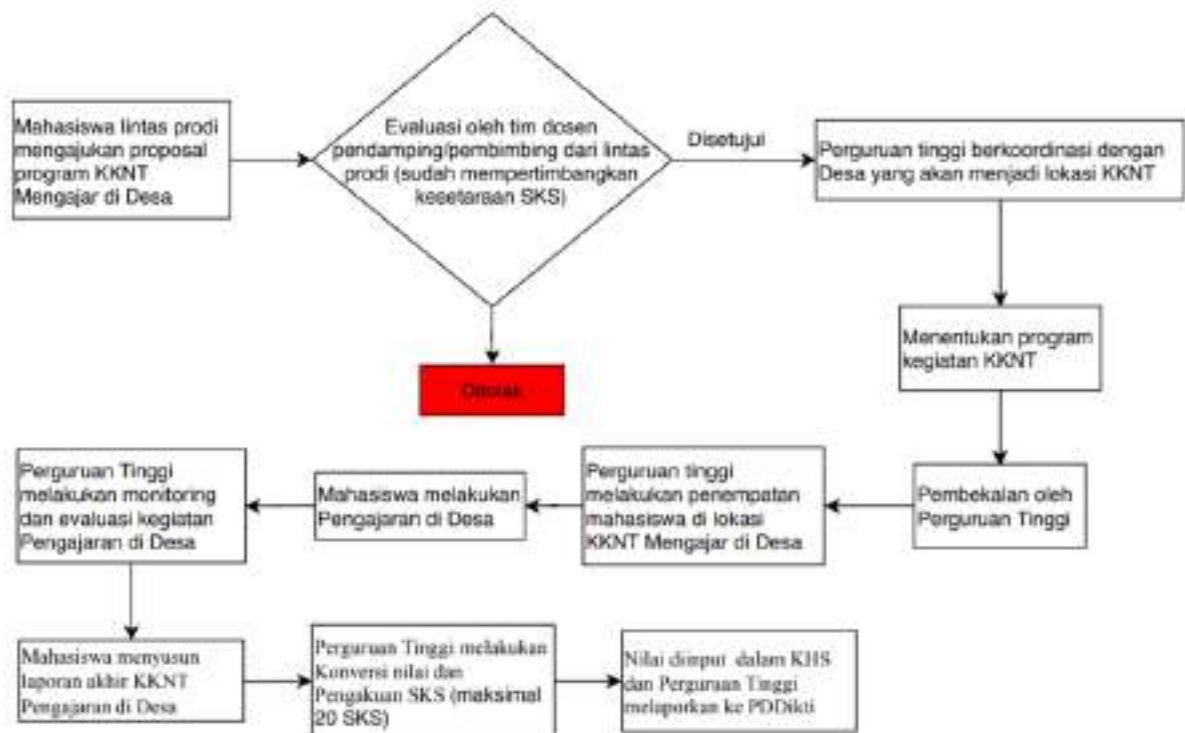 Mahasiswa lintas prodi
mengajukan proposal
program KKNT
Mengajar di Desa
Evaluasi oleh tim dosen
pendamping/pembimbing dari lintas
prodi (sudah mempertimbangkan
kesetaraan SKS)
Disetujui
Perguruan tinggi berkoordinasi dengan
Desa yang akan menjadi lokasi KKNT
Ditolak
Menentukan program
kegiatan KKNT
Pembekalan oleh
Perguruan Tinggi
Perguruan tinggi
melakukan penempatan
mahasiswa di lokasi
KKNT Mengajar di Desa
Mahasiswa melakukan
Pengajaran di Desa
Perguruan Tinggi
melakukan monitoring
dan evaluasi kegiatan
Pengajaran di Desa
Mahasiswa menyusun
laporan akhir KKNT
Pengajaran di Desa
Perguruan Tinggi melakukan
Konversi nilai dan
Pengakuan SKS (maksimal
20 SKS)
Nilai diinput dalam KHS
dan Perguruan Tinggi
melaporkan ke PDDikti